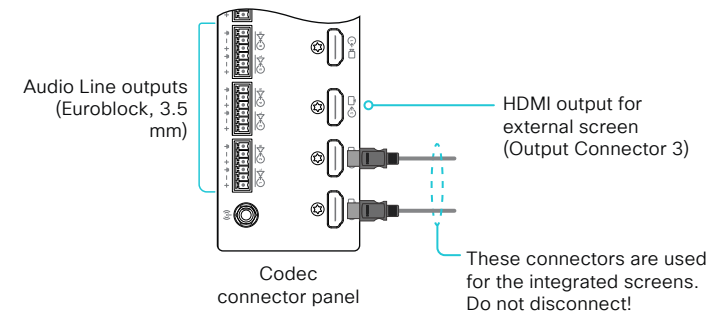 Audio Line outputs
(Euroblock, 3.5
mm)
HDMI output for
external screen
(Output Connector 3)
Codec
connector panel
These connectors are used
for the integrated screens.
Do not disconnect!